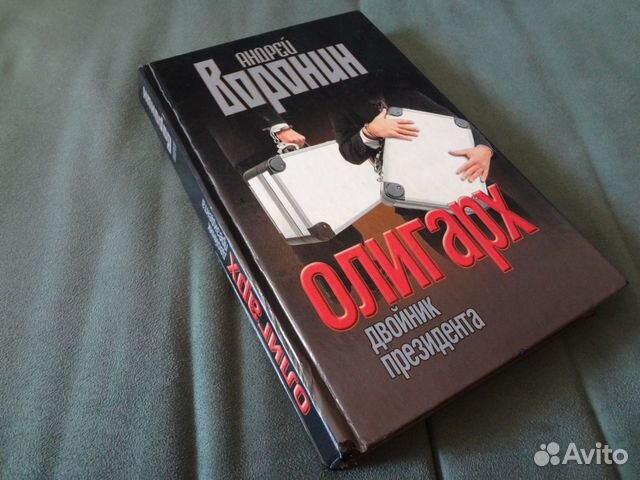 АНДРЕЙ
Воронин
ОЛИГАРХ
ДВОЙНИК
президента
ОЛИГАРХ
Avito